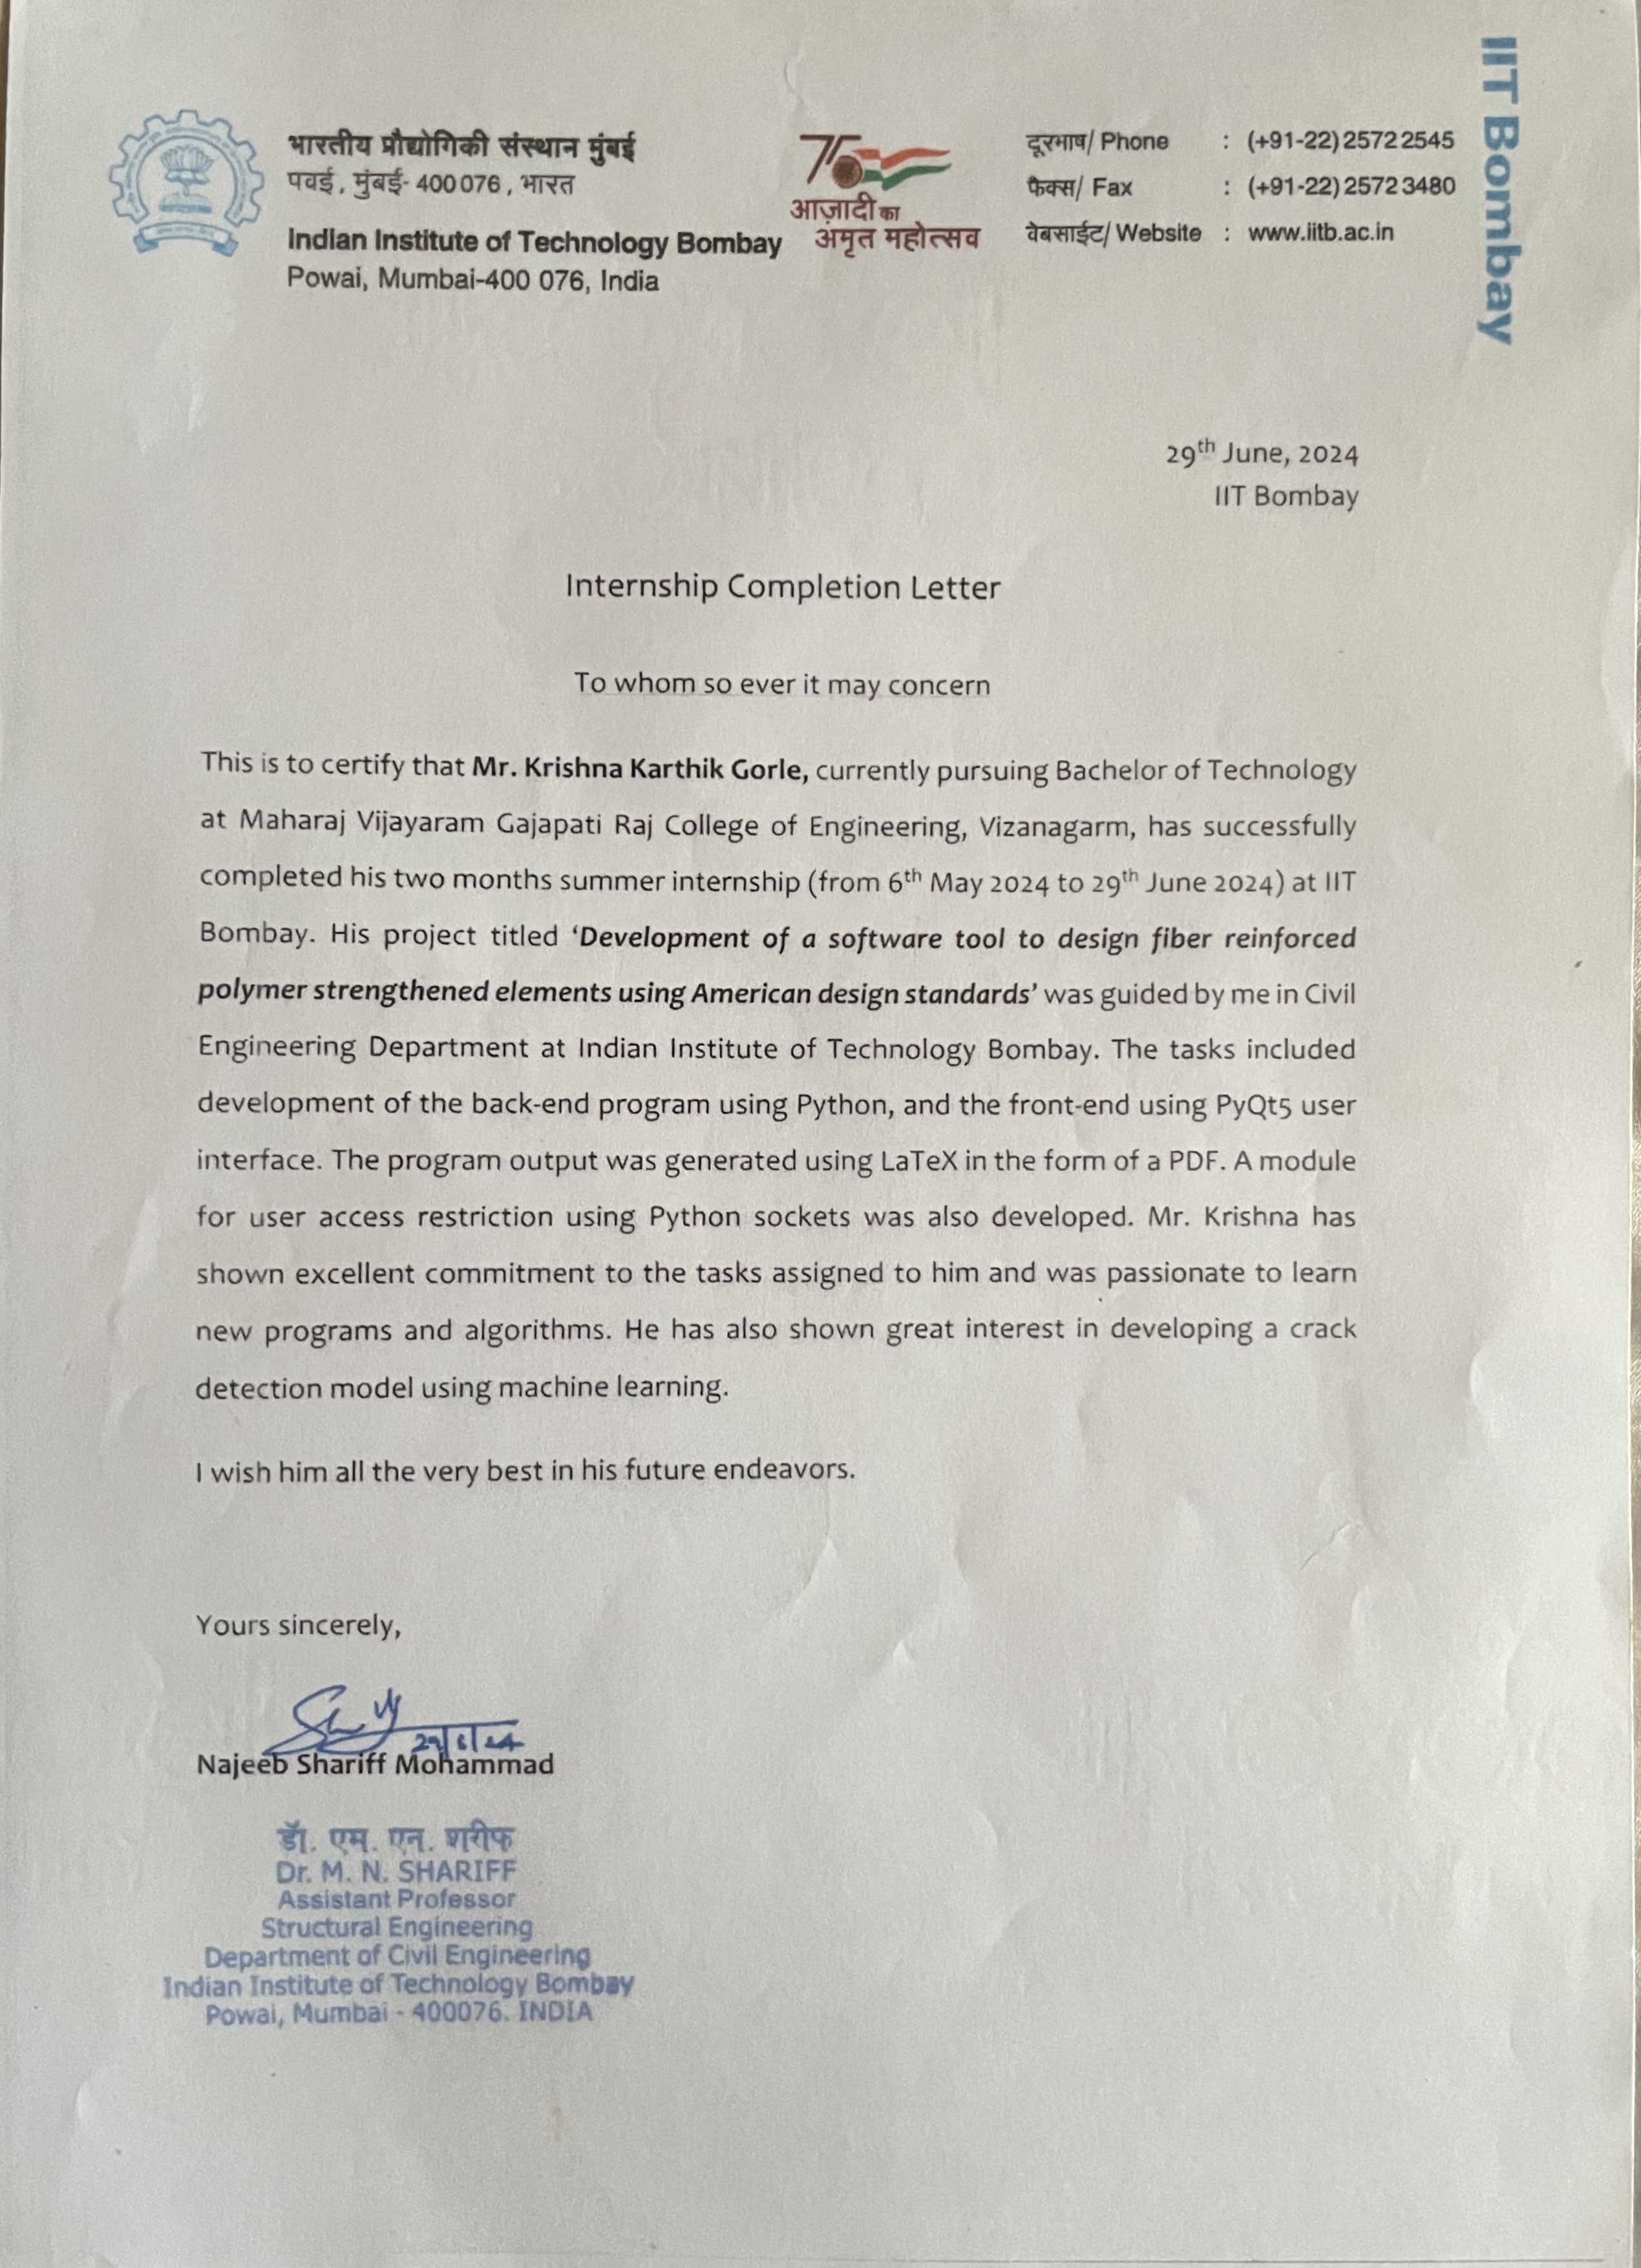 भारतीय प्रौद्योगिकी संस्थान मुंबई
पवई, मुंबई- 400 076, भारत
Indian Institute of Technology Bombay
Powai, Mumbai-400 076, India
75
आज़ादी का
अमृत महोत्सव
दूरभाष/ Phone : (+91-22) 2572 2545
फैक्स/ Fax : (+91-22) 2572 3480
वेबसाईट/ Website : www.iitb.ac.in
IIT Bombay
29th June, 2024
IIT Bombay
Internship Completion Letter
To whom so ever it may concern
This is to certify that Mr. Krishna Karthik Gorle, currently pursuing Bachelor of Technology
at Maharaj Vijayaram Gajapati Raj College of Engineering, Vizanagarm, has successfully
completed his two months summer internship (from 6th May 2024 to 29th June 2024) at IIT
Bombay. His project titled ‘Development of a software tool to design fiber reinforced
polymer strengthened elements using American design standards’ was guided by me in Civil
Engineering Department at Indian Institute of Technology Bombay. The tasks included
development of the back-end program using Python, and the front-end using PyQt5 user
interface. The program output was generated using LaTeX in the form of a PDF. A module
for user access restriction using Python sockets was also developed. Mr. Krishna has
shown excellent commitment to the tasks assigned to him and was passionate to learn
new programs and algorithms. He has also shown great interest in developing a crack
detection model using machine learning.
I wish him all the very best in his future endeavors.
Yours sincerely,
29/6/24
Najeeb Shariff Mohammad
डॉ. एम. एन. शरीफ
Dr. M. N. SHARIFF
Assistant Professor
Structural Engineering
Department of Civil Engineering
Indian Institute of Technology Bombay
Powai, Mumbai - 400076. INDIA